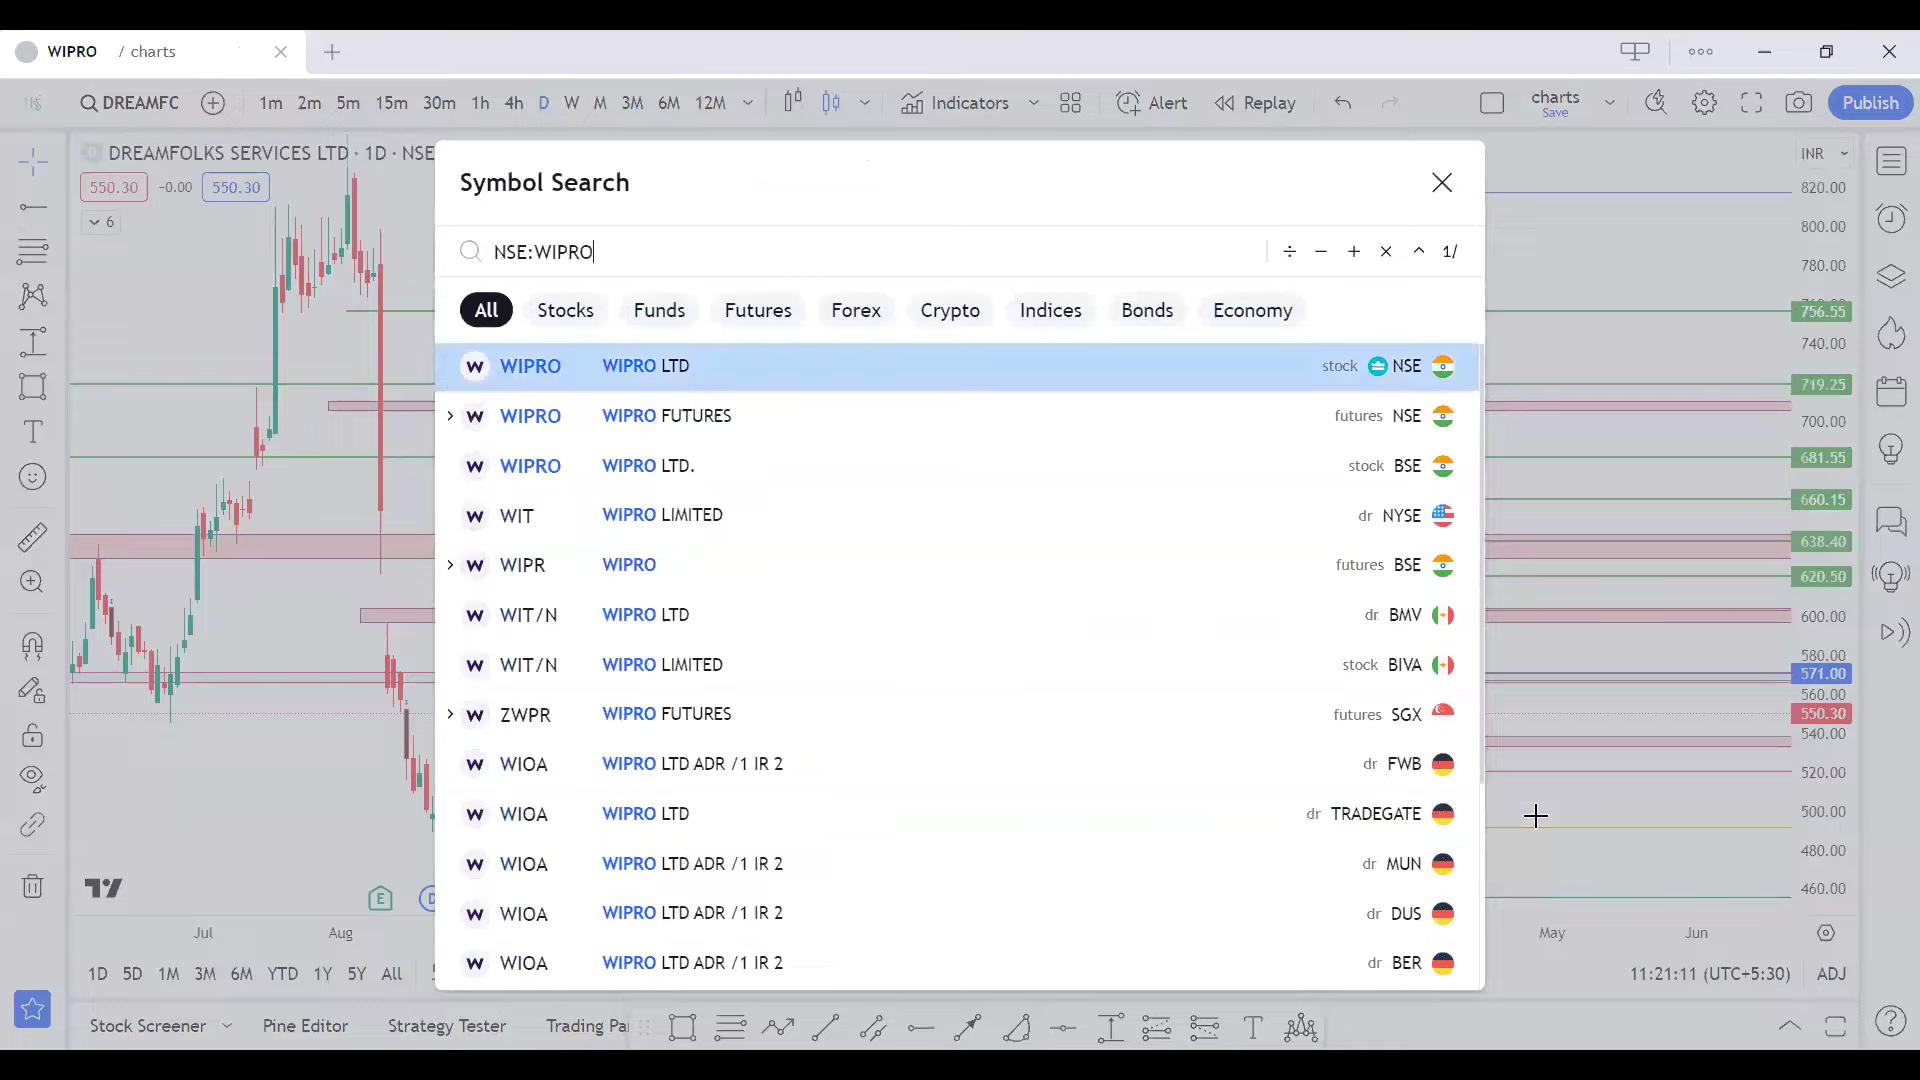 WIPRO / charts
DREAMFC 1m 2m 5m 15m 30m 1h 4h D W M 3M 6M 12M Indicators Alert Replay charts Save Publish
DREAMFOLKS SERVICES LTD · 1D · NSE
550.30 -0.00 550.30
6
Symbol Search
NSE:WIPRO ÷ − + × ^ 1/
All Stocks Funds Futures Forex Crypto Indices Bonds Economy
W WIPRO WIPRO LTD stock NSE
W WIPRO WIPRO FUTURES futures NSE
W WIPRO WIPRO LTD. stock BSE
W WIT WIPRO LIMITED dr NYSE
W WIPR WIPRO futures BSE
W WIT/N WIPRO LTD dr BMV
W WIT/N WIPRO LIMITED stock BIVA
W ZWPR WIPRO FUTURES futures SGX
W WIOA WIPRO LTD ADR /1 IR 2 dr FWB
W WIOA WIPRO LTD dr TRADEGATE
W WIOA WIPRO LTD ADR /1 IR 2 dr MUN
W WIOA WIPRO LTD ADR /1 IR 2 dr DUS
W WIOA WIPRO LTD ADR /1 IR 2 dr BER
INR
820.00
800.00
780.00
756.55
740.00
719.25
700.00
681.55
660.15
638.40
620.50
600.00
580.00
571.00
560.00
550.30
540.00
520.00
500.00
480.00
460.00
E D
Jul Aug May Jun
1D 5D 1M 3M 6M YTD 1Y 5Y All 11:21:11 (UTC+5:30) ADJ
Stock Screener Pine Editor Strategy Tester Trading Pa